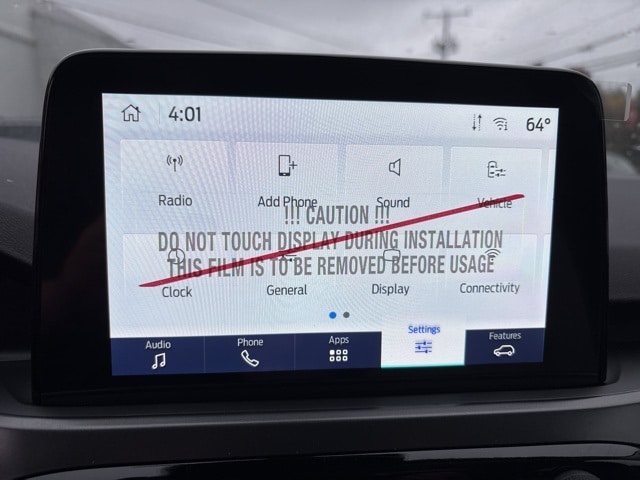 4:01 64°
Radio Add Phone Sound Vehicle
!!! CAUTION !!!
DO NOT TOUCH DISPLAY DURING INSTALLATION
THIS FILM IS TO BE REMOVED BEFORE USAGE
Clock General Display Connectivity
Audio Phone Apps Settings Features